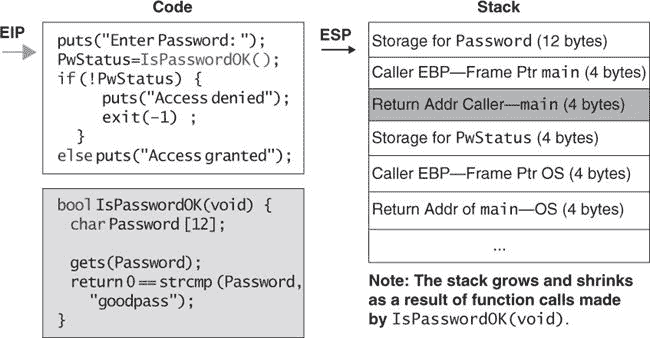 Code
Stack
EIP
puts("Enter Password: ");
PwStatus=IsPasswordOK();
if(!PwStatus) {
puts("Access denied");
exit(-1) ;
}
else puts("Access granted");
bool IsPasswordOK(void) {
char Password [12];
gets(Password);
return 0 == strcmp (Password,
"goodpass");
}
ESP
Storage for Password (12 bytes)
Caller EBP—Frame Ptr main (4 bytes)
Return Addr Caller—main (4 bytes)
Storage for PwStatus (4 bytes)
Caller EBP—Frame Ptr OS (4 bytes)
Return Addr of main—OS (4 bytes)
...
Note: The stack grows and shrinks
as a result of function calls made
by IsPasswordOK(void).